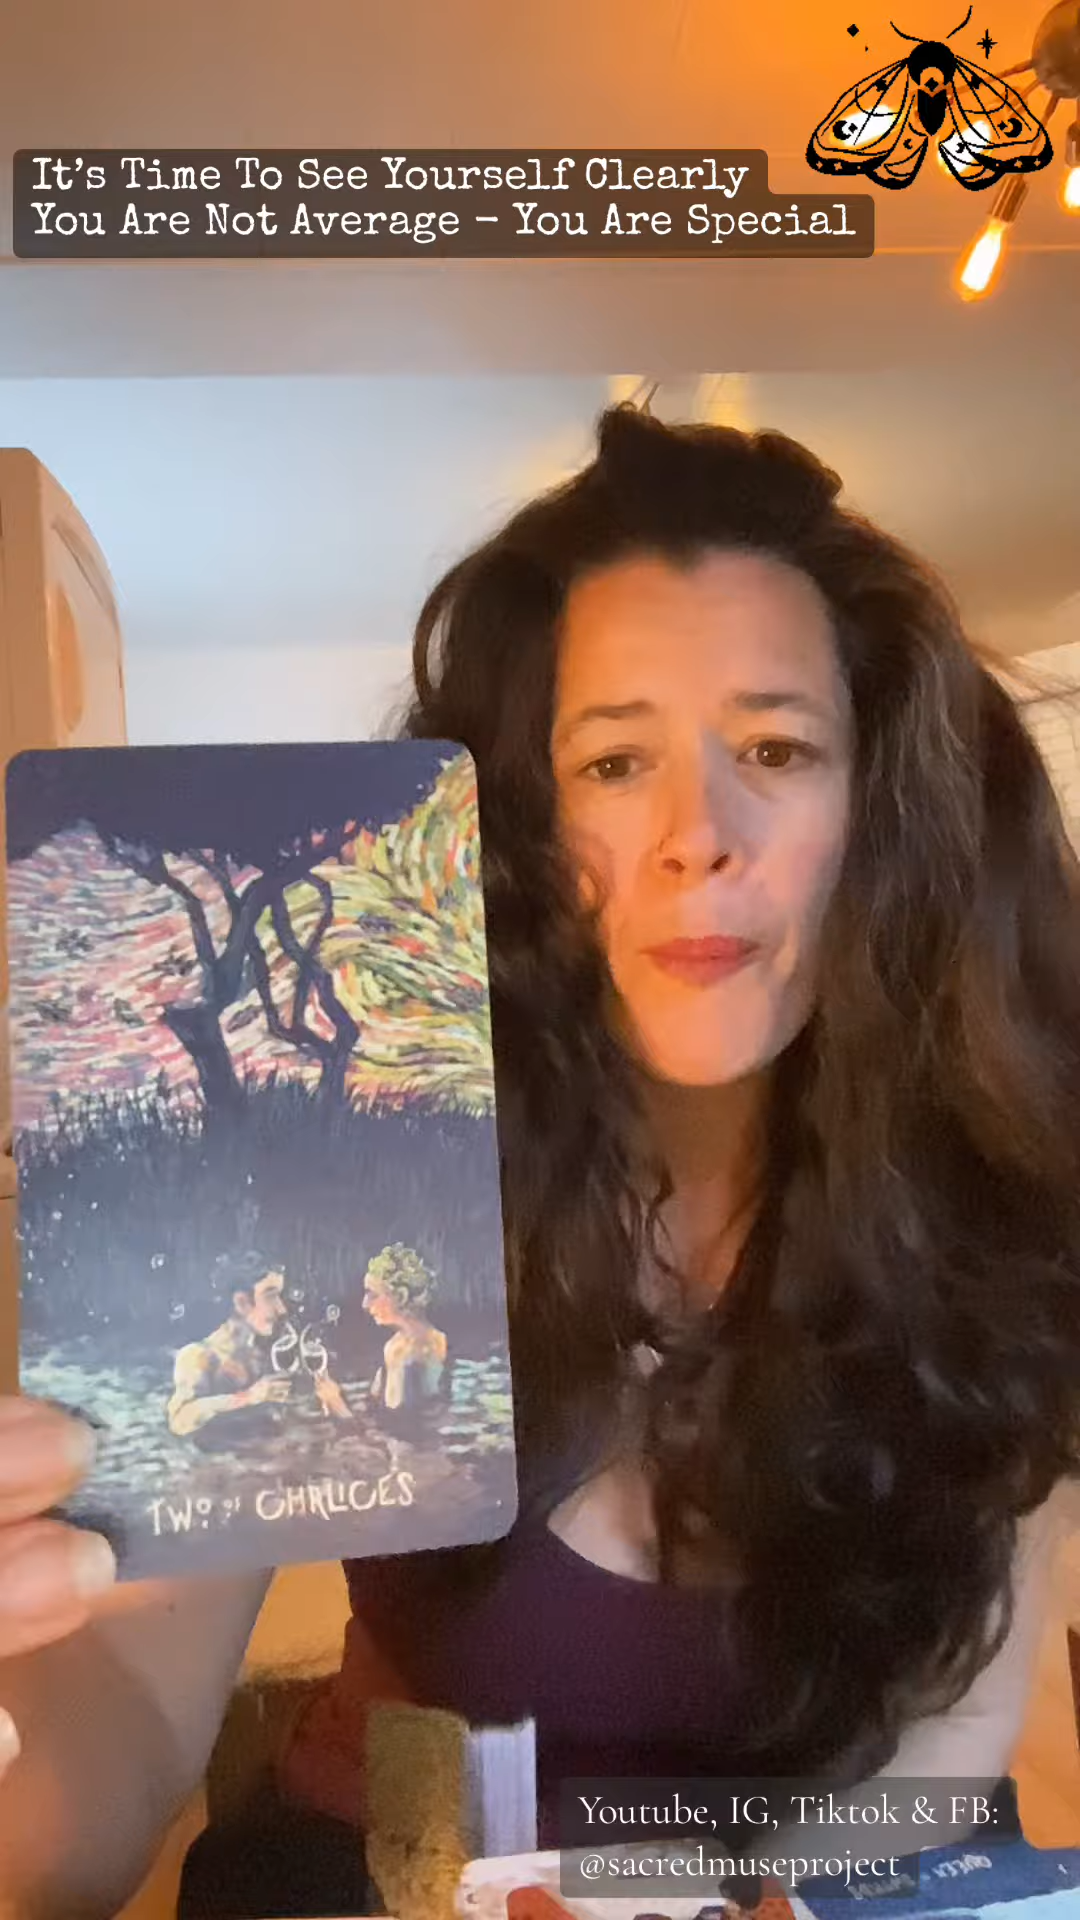 It's Time To See Yourself Clearly
You Are Not Average - You Are Special
TWO OF CHALICES
Youtube, IG, Tiktok & FB:
@sacredmuseproject